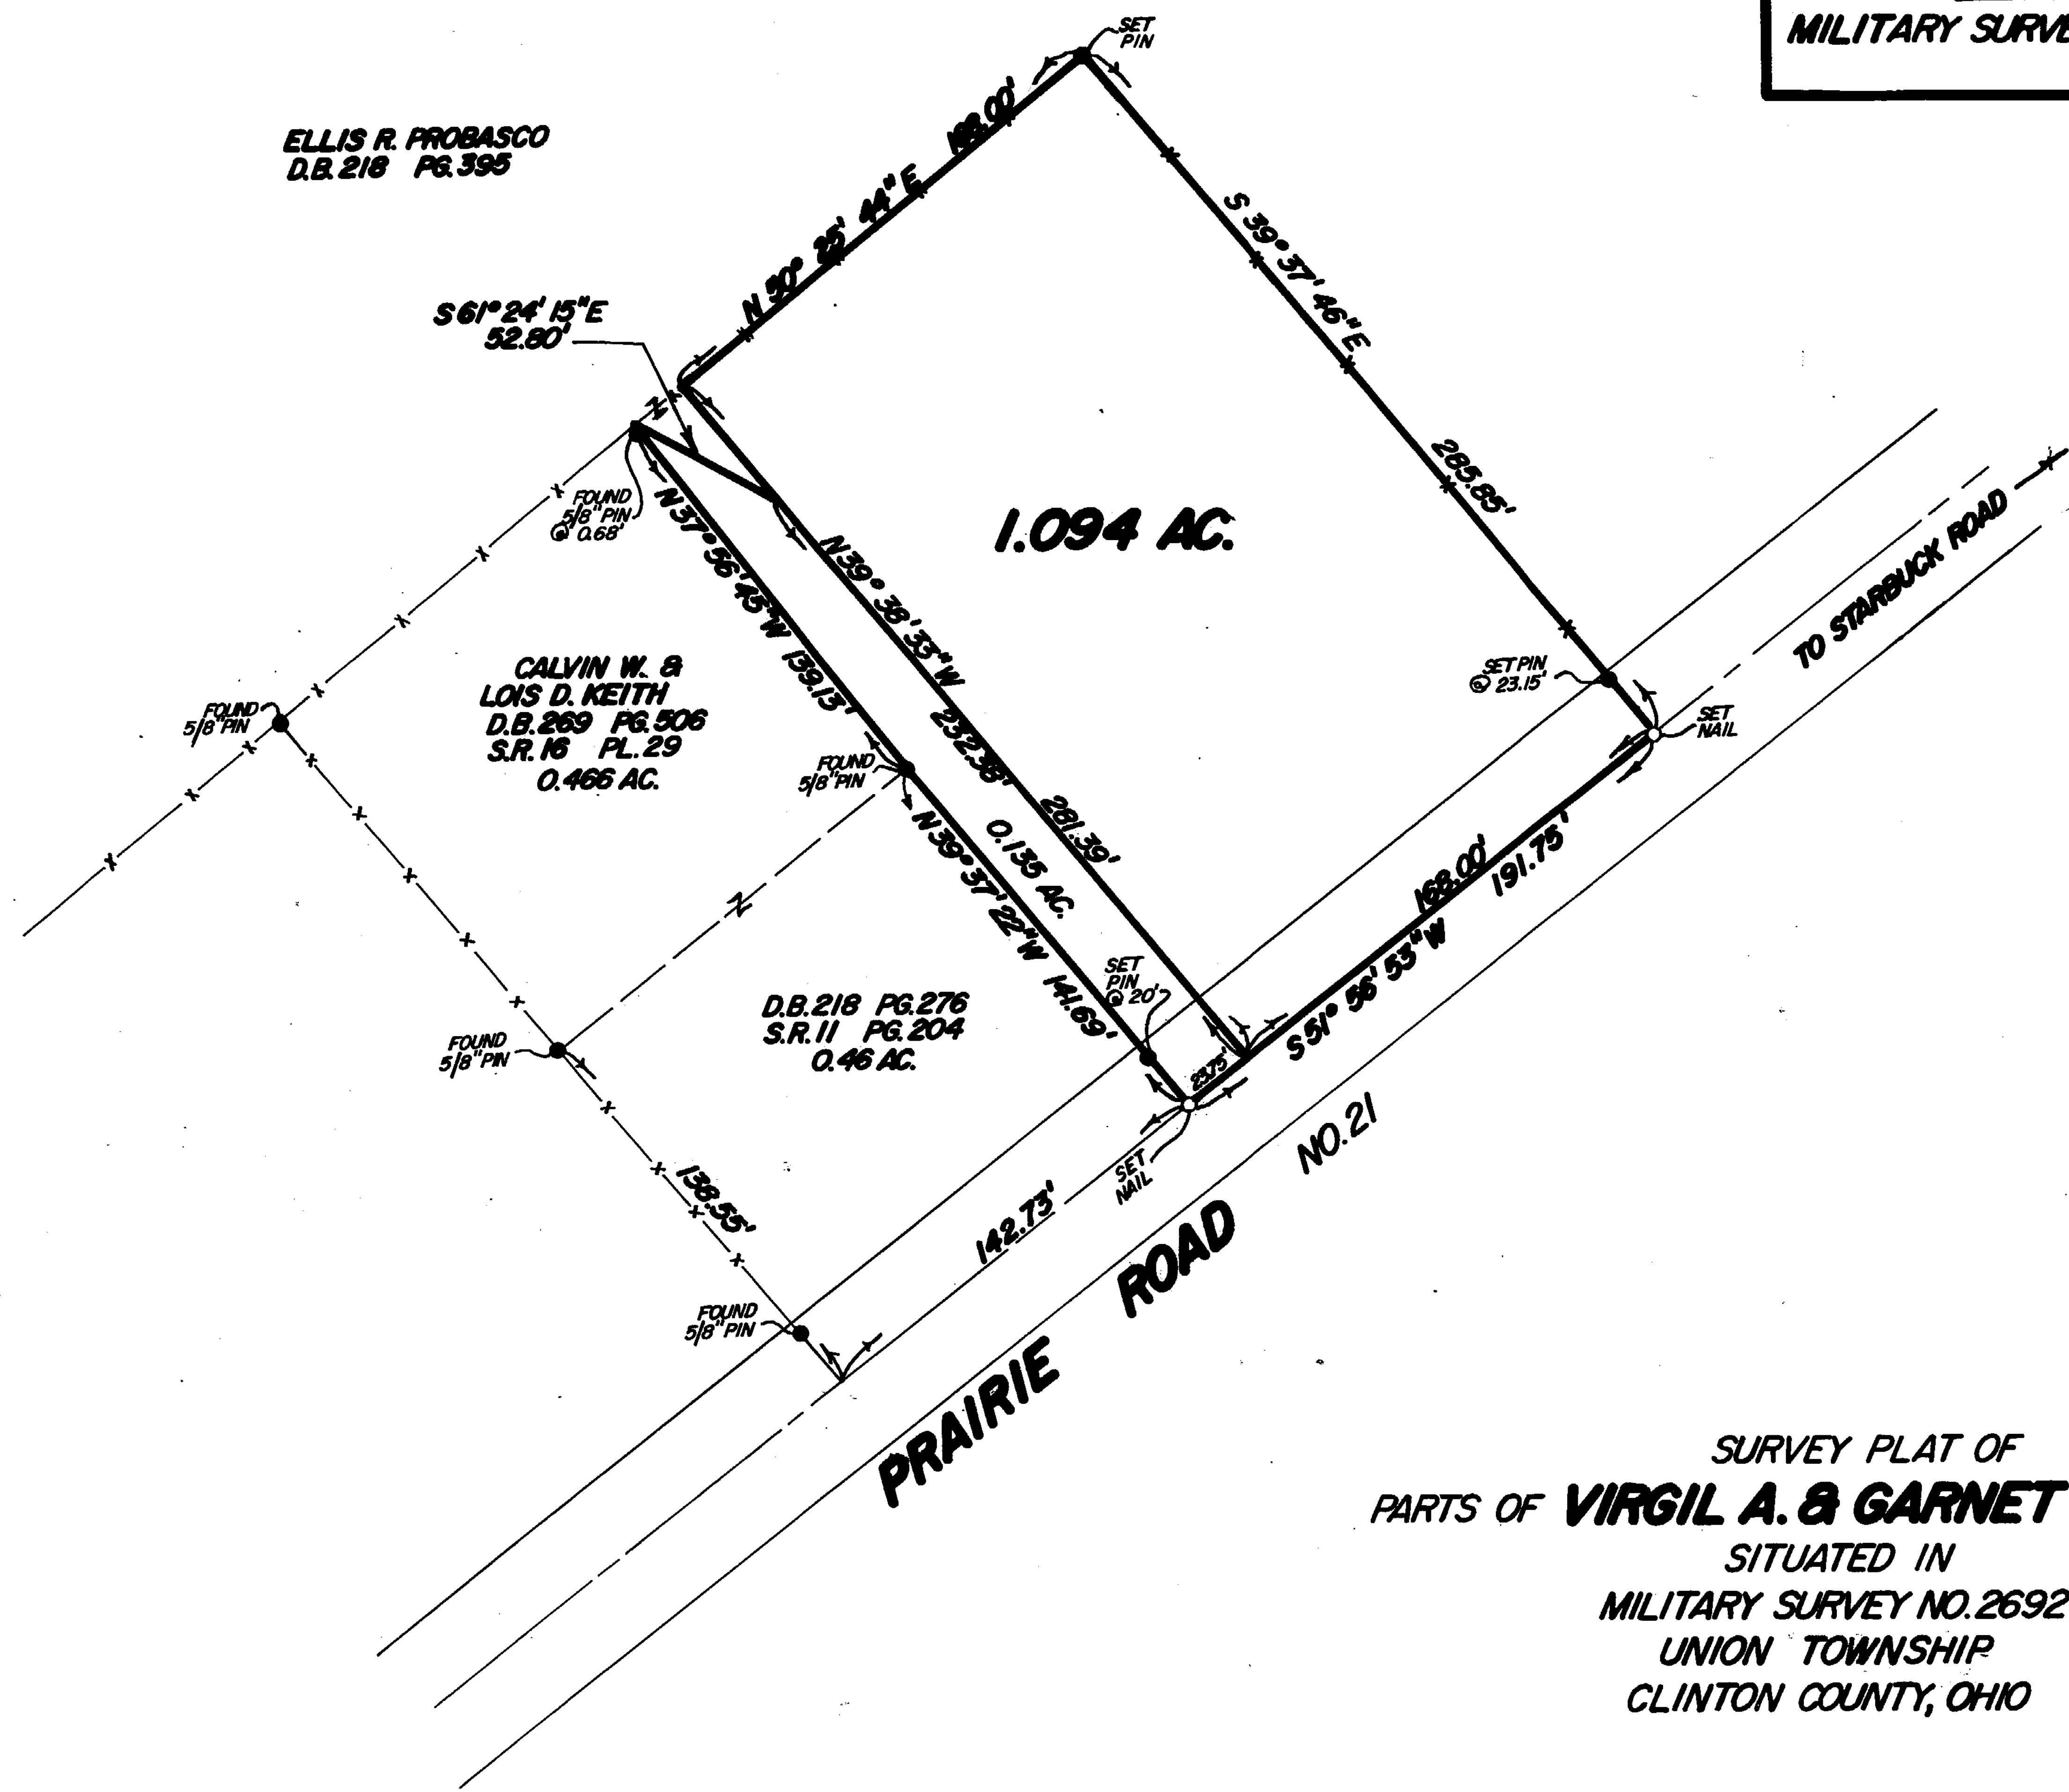 MILITARY SURVE
SET
PIN
ELLIS R. PROBASCO
D.B. 218 PG. 395
N 50° 25' 44" E 168.00'
S 39° 37' 46" E
285.85'
S 61° 24' 15" E
52.80'
FOUND
5/8" PIN
@ 0.68'
N 37° 56' 45" W 139.13'
N 39° 38' 33" W 232.38'
281.39'
1.094 AC.
TO STARBUCK ROAD
SET PIN
@ 23.15'
SET
NAIL
CALVIN W. &
LOIS D. KEITH
D.B. 269 PG. 506
S.R. 16 PL. 29
0.466 AC.
FOUND
5/8" PIN
FOUND
5/8" PIN
N 39° 37' 22" W 141.69'
0.135 AC.
168.00'
191.75'
S 51° 56' 53" W
SET
PIN
@ 20'
23.75'
D.B. 218 PG. 276
S.R. 11 PG. 204
0.46 AC.
FOUND
5/8" PIN
SET
NAIL
138.55'
142.73'
PRAIRIE ROAD NO. 21
FOUND
5/8" PIN
SURVEY PLAT OF
PARTS OF VIRGIL A. & GARNET
SITUATED IN
MILITARY SURVEY NO. 2692
UNION TOWNSHIP
CLINTON COUNTY, OHIO